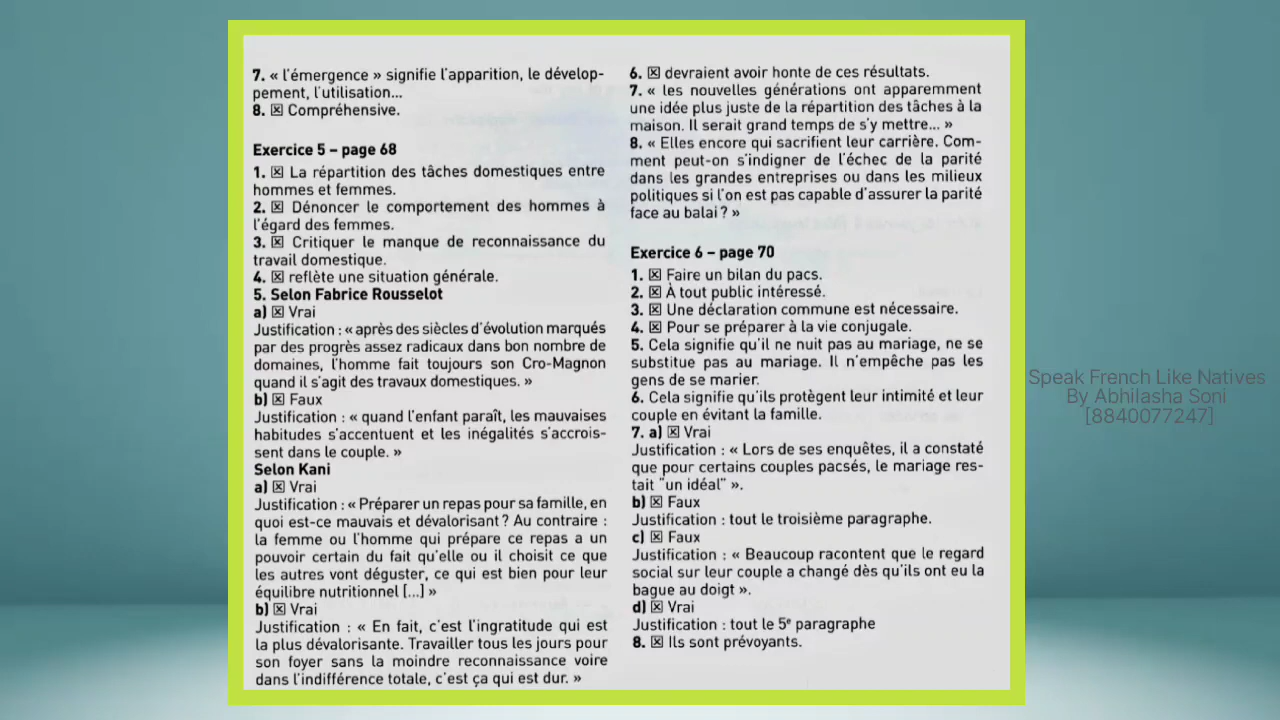 7. « l'émergence » signifie l'apparition, le dévelop-
pement, l'utilisation...
8. ☒ Compréhensive.
Exercice 5 – page 68
1. ☒ La répartition des tâches domestiques entre
hommes et femmes.
2. ☒ Dénoncer le comportement des hommes à
l'égard des femmes.
3. ☒ Critiquer le manque de reconnaissance du
travail domestique.
4. ☒ reflète une situation générale.
5. Selon Fabrice Rousselot
a) ☒ Vrai
Justification : « après des siècles d'évolution marqués
par des progrès assez radicaux dans bon nombre de
domaines, l'homme fait toujours son Cro-Magnon
quand il s'agit des travaux domestiques. »
b) ☒ Faux
Justification : « quand l'enfant paraît, les mauvaises
habitudes s'accentuent et les inégalités s'accrois-
sent dans le couple. »
Selon Kani
a) ☒ Vrai
Justification : « Préparer un repas pour sa famille, en
quoi est-ce mauvais et dévalorisant ? Au contraire :
la femme ou l'homme qui prépare ce repas a un
pouvoir certain du fait qu'elle ou il choisit ce que
les autres vont déguster, ce qui est bien pour leur
équilibre nutritionnel [...] »
b) ☒ Vrai
Justification : « En fait, c'est l'ingratitude qui est
la plus dévalorisante. Travailler tous les jours pour
son foyer sans la moindre reconnaissance voire
dans l'indifférence totale, c'est ça qui est dur. »
6. ☒ devraient avoir honte de ces résultats.
7. « les nouvelles générations ont apparemment
une idée plus juste de la répartition des tâches à la
maison. Il serait grand temps de s'y mettre... »
8. « Elles encore qui sacrifient leur carrière. Com-
ment peut-on s'indigner de l'échec de la parité
dans les grandes entreprises ou dans les milieux
politiques si l'on est pas capable d'assurer la parité
face au balai ? »
Exercice 6 – page 70
1. ☒ Faire un bilan du pacs.
2. ☒ À tout public intéressé.
3. ☒ Une déclaration commune est nécessaire.
4. ☒ Pour se préparer à la vie conjugale.
5. Cela signifie qu'il ne nuit pas au mariage, ne se
substitue pas au mariage. Il n'empêche pas les
gens de se marier.
6. Cela signifie qu'ils protègent leur intimité et leur
couple en évitant la famille.
7. a) ☒ Vrai
Justification : « Lors de ses enquêtes, il a constaté
que pour certains couples pacsés, le mariage res-
tait "un idéal" ».
b) ☒ Faux
Justification : tout le troisième paragraphe.
c) ☒ Faux
Justification : « Beaucoup racontent que le regard
social sur leur couple a changé dès qu'ils ont eu la
bague au doigt ».
d) ☒ Vrai
Justification : tout le 5e paragraphe
8. ☒ Ils sont prévoyants.
Speak French Like Natives
By Abhilasha Soni
[8840077247]